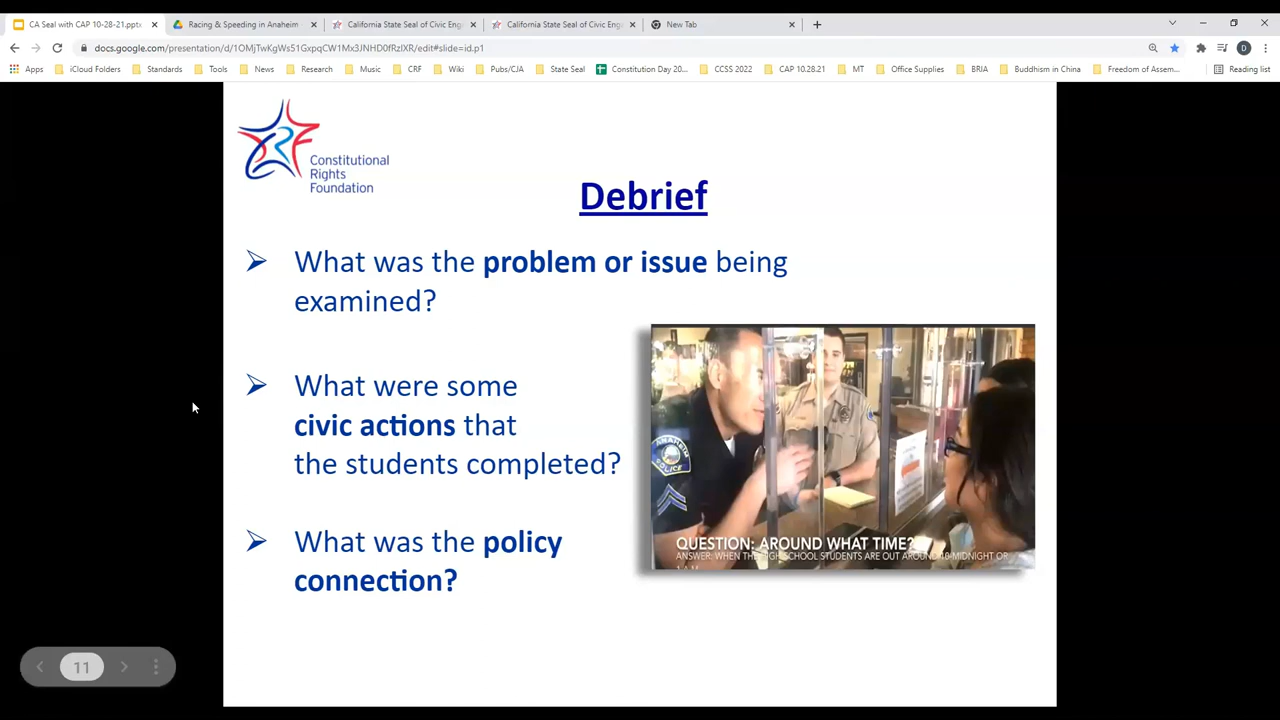 CA Seal with CAP 10-28-21.pptx
Racing & Speeding in Anaheim
California State Seal of Civic Eng
California State Seal of Civic Eng
New Tab
docs.google.com/presentation/d/1OMjTwKgWs51GxpqCW1Mx3JNHD0fRzlXR/edit#slide=id.p1
D
Apps
iCloud Folders
Standards
Tools
News
Research
Music
CRF
Wiki
Pubs/CJA
State Seal
Constitution Day 20...
CCSS 2022
CAP 10.28.21
MT
Office Supplies
BRIA
Buddhism in China
Freedom of Assem...
Reading list
CRF
Constitutional
Rights
Foundation
Debrief
➢ What was the problem or issue being
examined?
➢ What were some
civic actions that
the students completed?
➢ What was the policy
connection?
ANAHEIM
POLICE
QUESTION: AROUND WHAT TIME?
ANSWER: WHEN THE HIGH SCHOOL STUDENTS ARE OUT AROUND 10 MIDNIGHT OR
1 A.M.
11